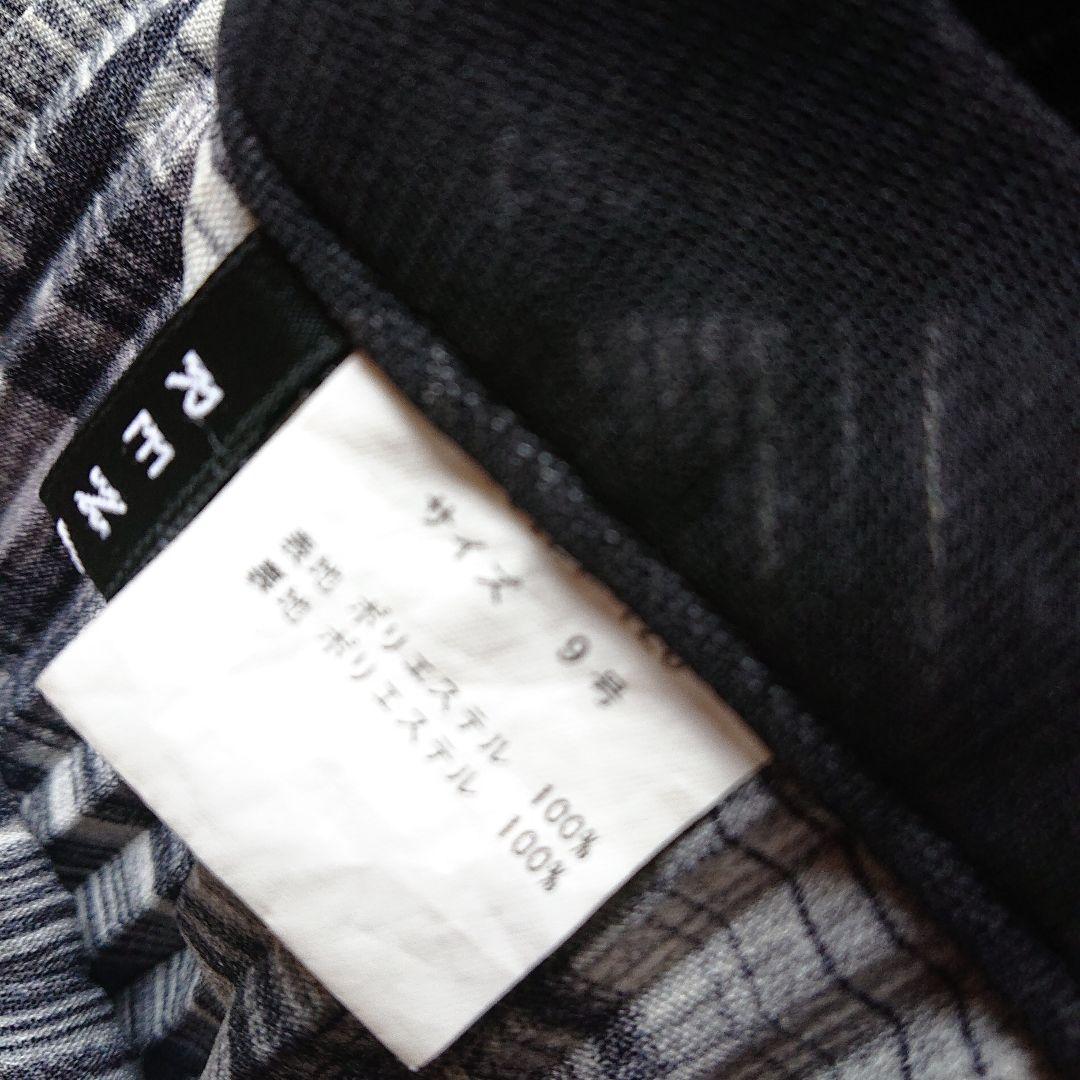 REN
サイズ 9号
表地 ポリエステル 100%
裏地 ポリエステル 100%